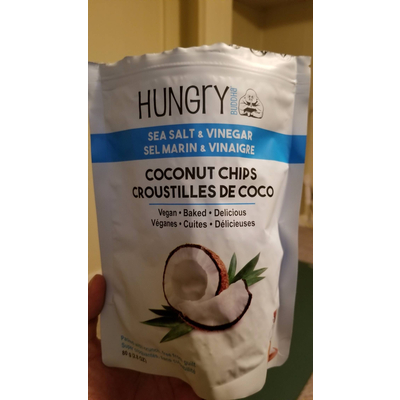 HUNGRY
BUDDHA
SEA SALT & VINEGAR
SEL MARIN & VINAIGRE
COCONUT CHIPS
CROUSTILLES DE COCO
Vegan • Baked • Delicious
Véganes • Cuites • Délicieuses